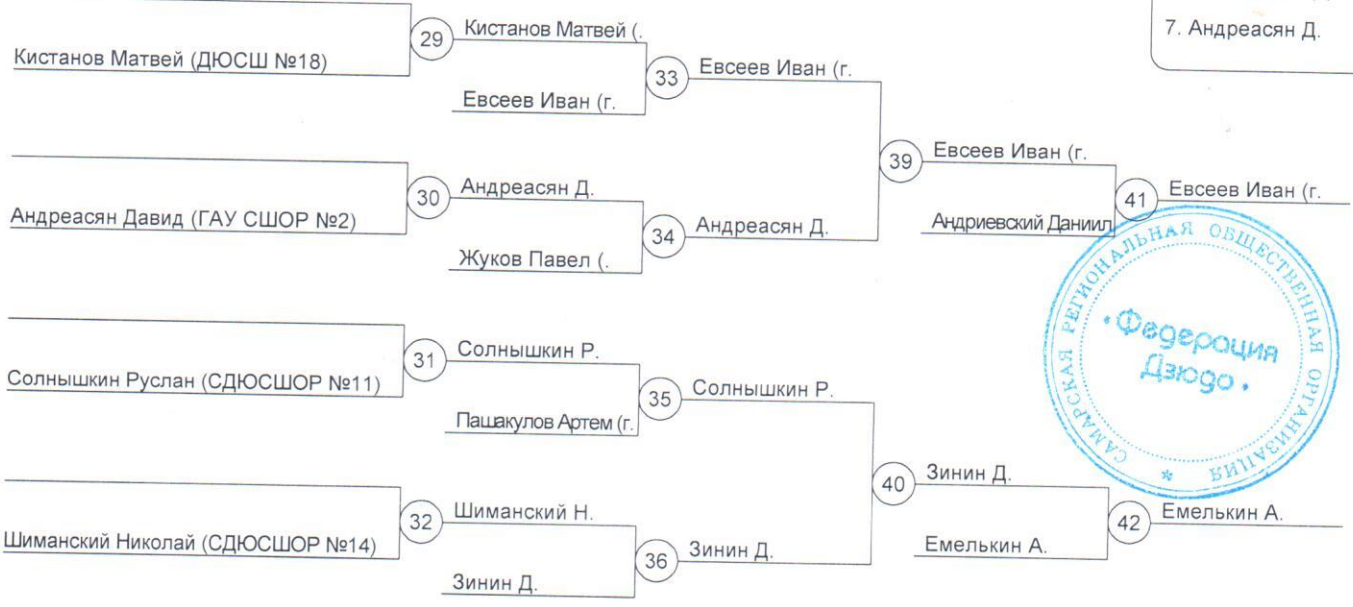 7. Андреасян Д.
29
Кистанов Матвей (.
Кистанов Матвей (ДЮСШ №18)
33
Евсеев Иван (г.
Евсеев Иван (г.
39
Евсеев Иван (г.
30
Андреасян Д.
Андреасян Давид (ГАУ СШОР №2)
34
Андреасян Д.
Жуков Павел (.
Андриевский Даниил
41
Евсеев Иван (г.
31
Солнышкин Р.
Солнышкин Руслан (СДЮСШОР №11)
35
Солнышкин Р.
Пашакулов Артем (г.
40
Зинин Д.
32
Шиманский Н.
Шиманский Николай (СДЮСШОР №14)
36
Зинин Д.
Зинин Д.
Емелькин А.
42
Емелькин А.
САМАРСКАЯ РЕГИОНАЛЬНАЯ ОБЩЕСТВЕННАЯ ОРГАНИЗАЦИЯ
Федерация
Дзюдо